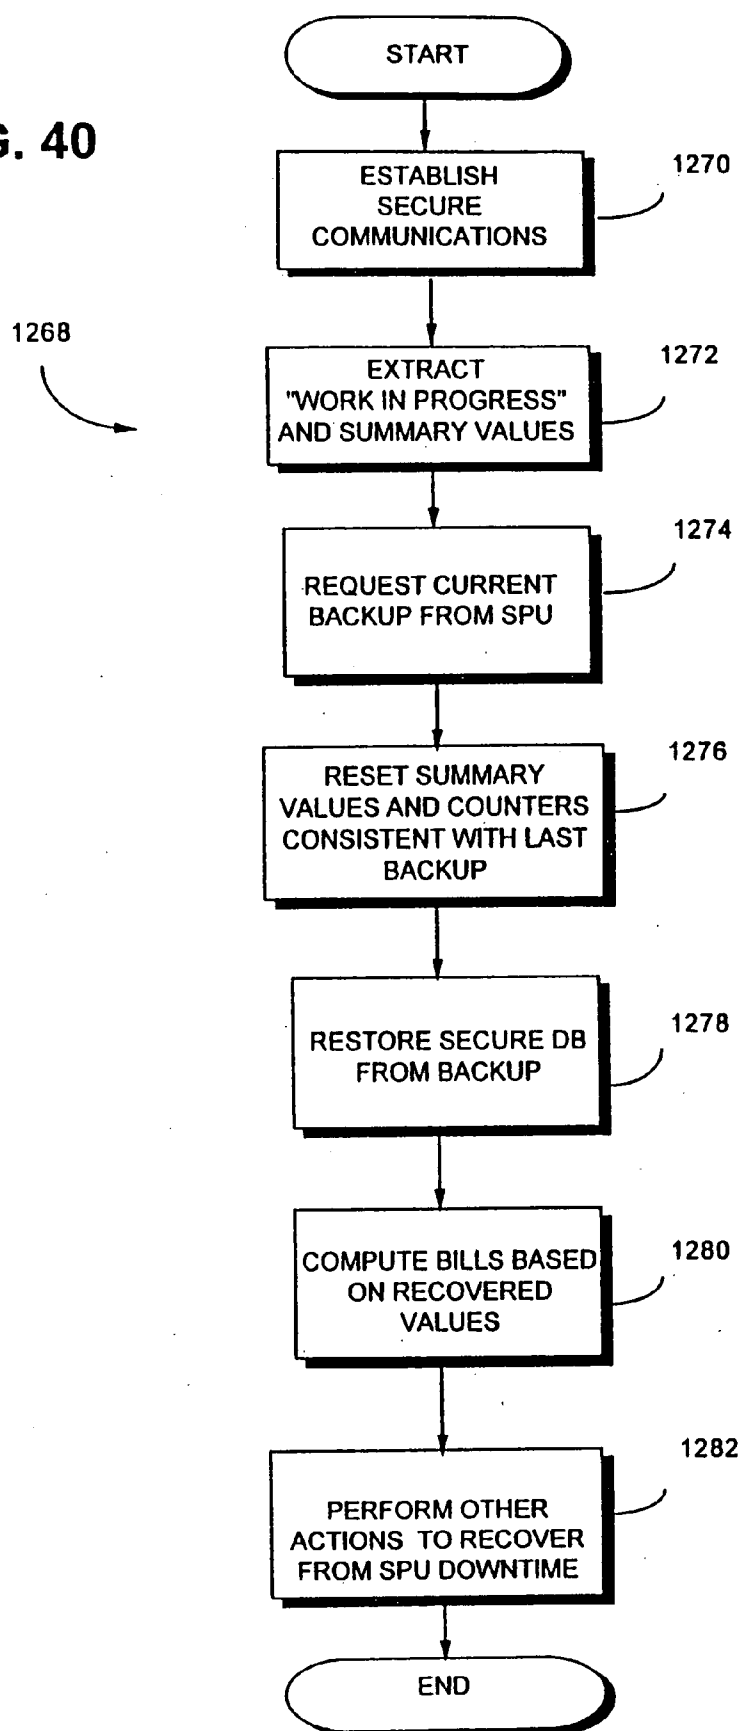 START
G. 40
ESTABLISH
SECURE
COMMUNICATIONS
1270
1268
EXTRACT
"WORK IN PROGRESS"
AND SUMMARY VALUES
1272
REQUEST CURRENT
BACKUP FROM SPU
1274
RESET SUMMARY
VALUES AND COUNTERS
CONSISTENT WITH LAST
BACKUP
1276
RESTORE SECURE DB
FROM BACKUP
1278
COMPUTE BILLS BASED
ON RECOVERED
VALUES
1280
PERFORM OTHER
ACTIONS TO RECOVER
FROM SPU DOWNTIME
1282
END